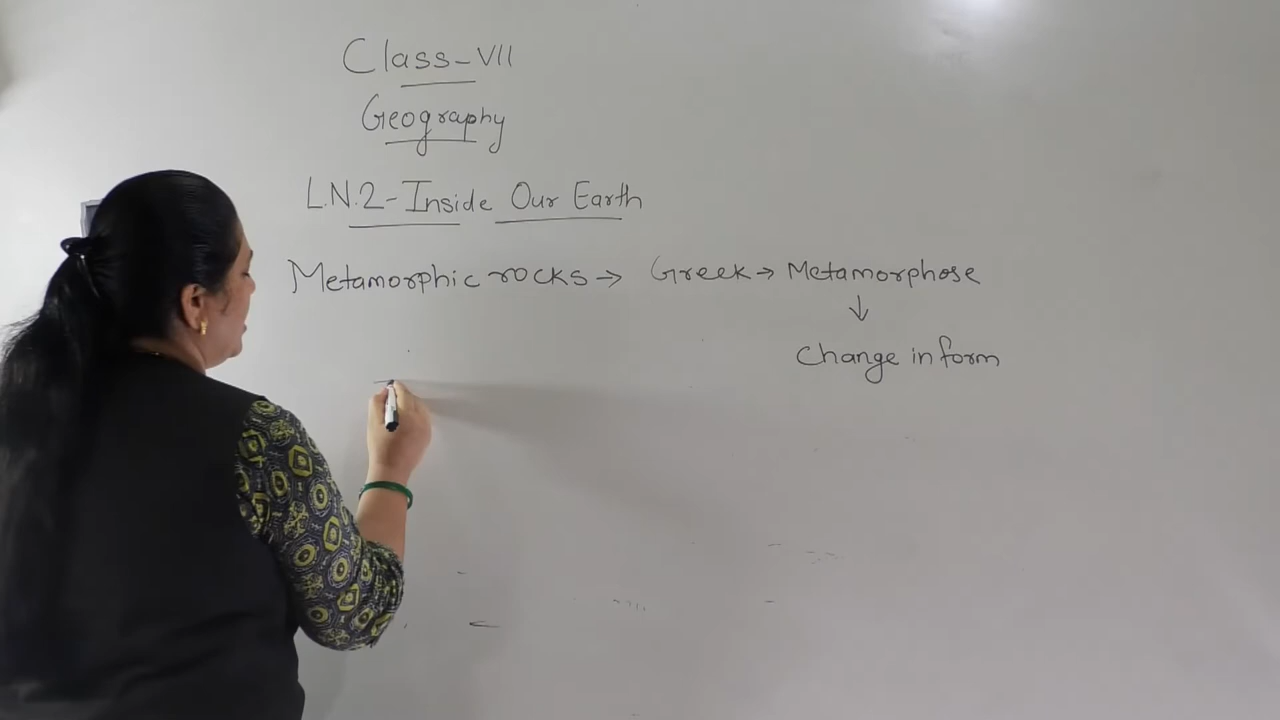 Class-VII
Geography
L.N.2-Inside Our Earth
Metamorphic rocks → Greek → Metamorphose
↓
Change in form